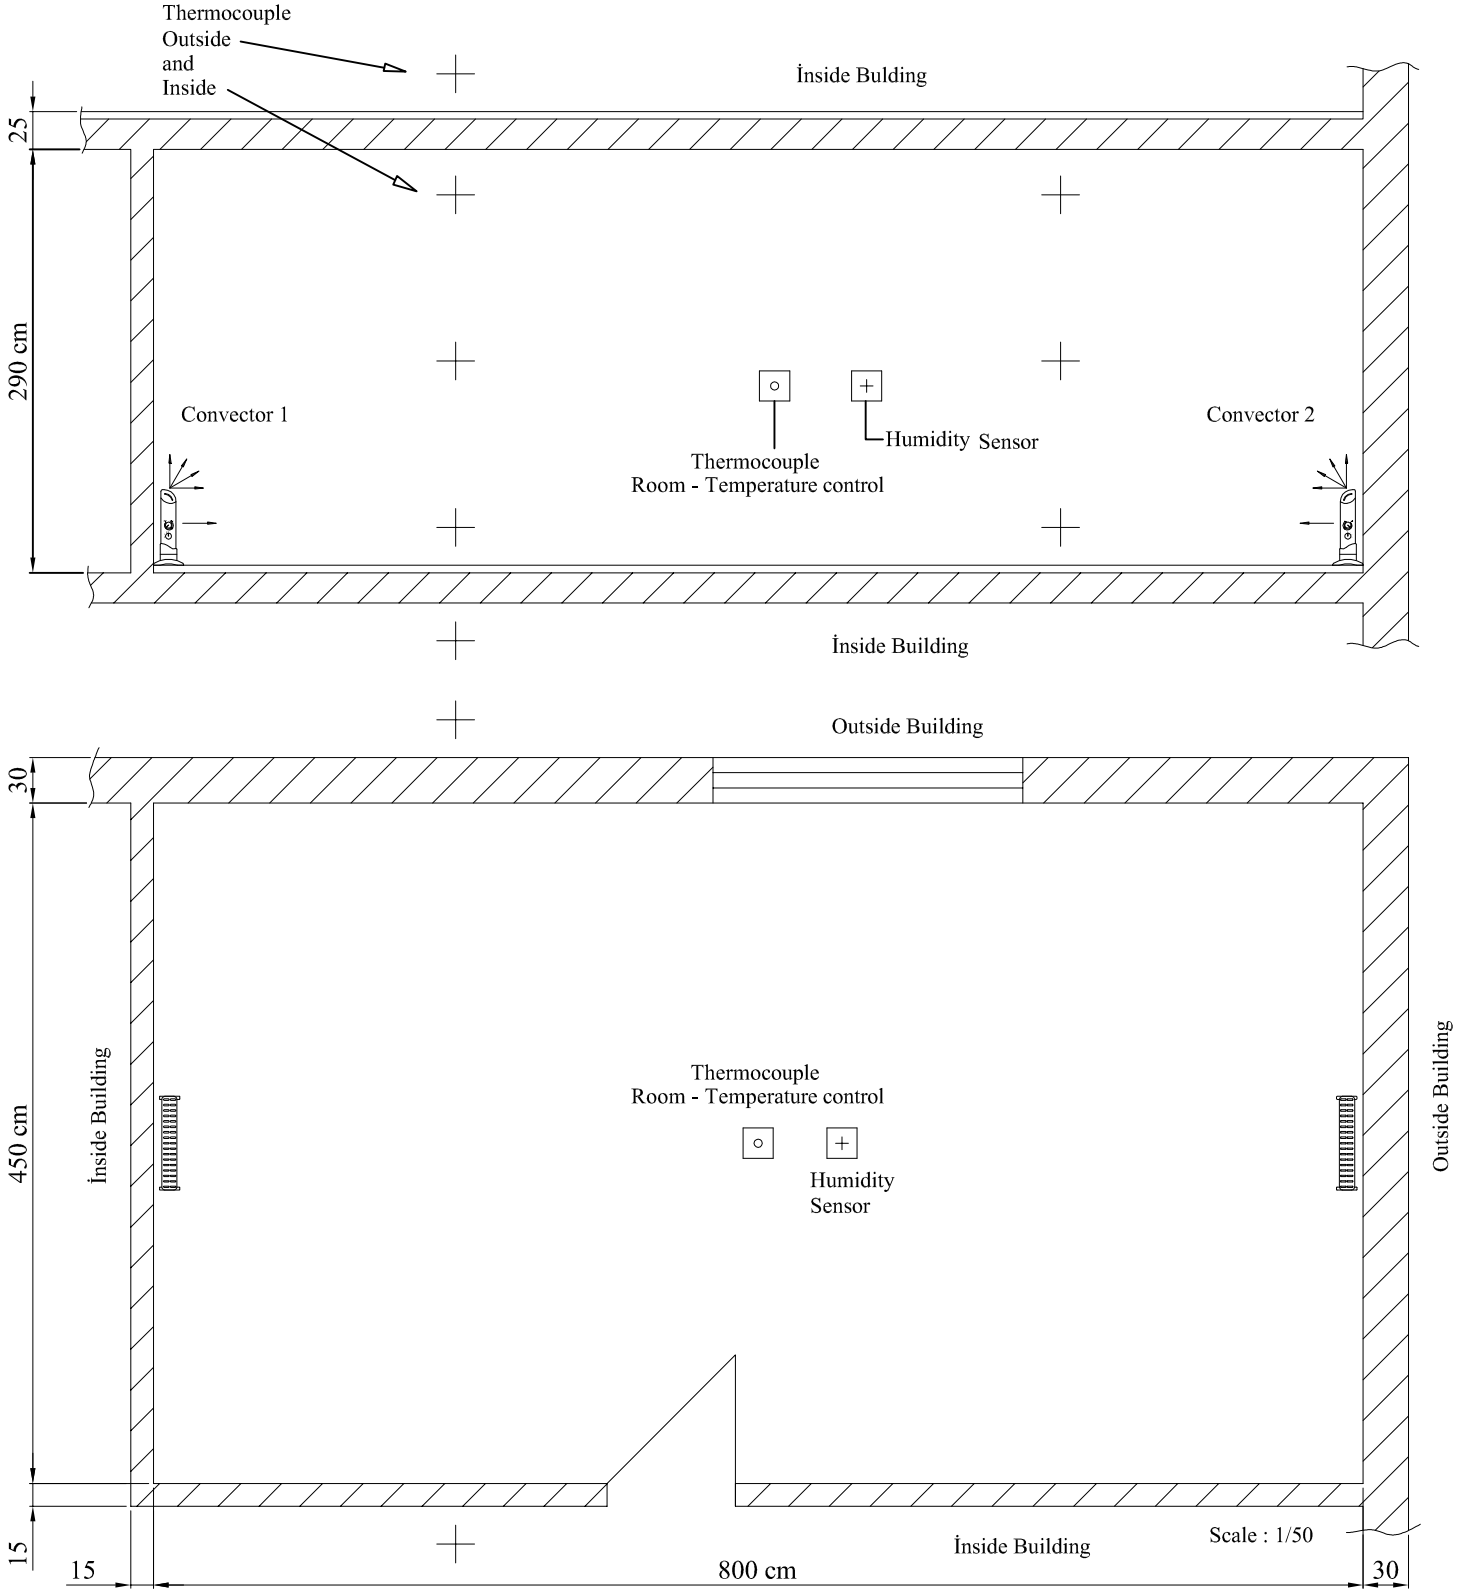 Thermocouple
Outside
and
Inside
İnside Bulding
25
290 cm
Convector 1
Convector 2
Humidity Sensor
Thermocouple
Room - Temperature control
İnside Building
Outside Building
30
450 cm
İnside Building
Outside Building
Thermocouple
Room - Temperature control
Humidity
Sensor
Scale : 1/50
İnside Building
15
15
800 cm
30